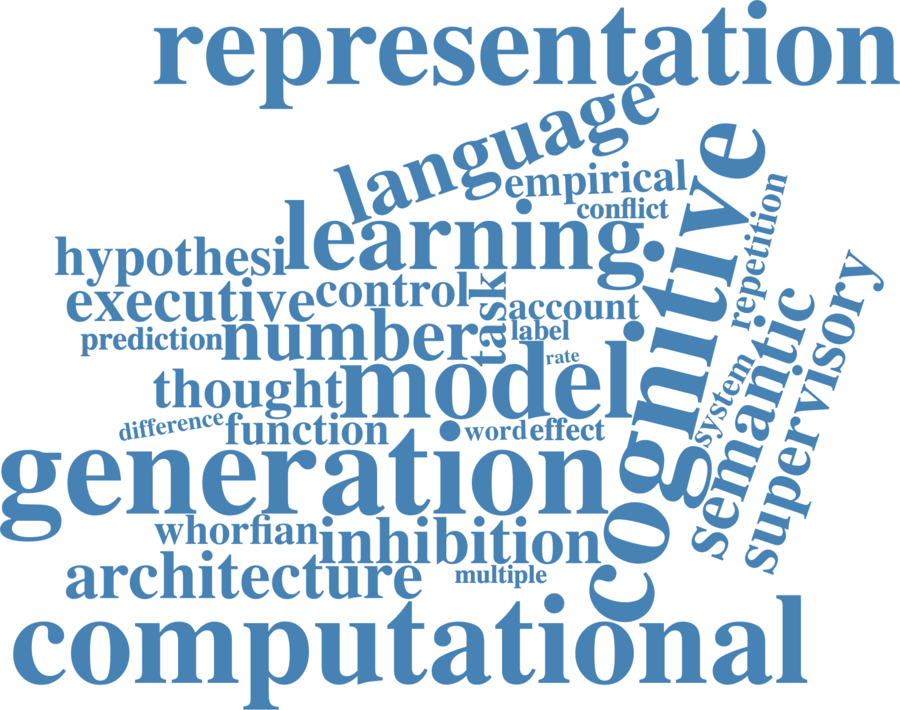 representation
language
empirical
conflict
cognitive
repetition
learning
hypothesi
executive
control
task
account
supervisory
prediction
number
label
semantic
rate
thought
model
system
difference
function
word
effect
generation
whorfian
inhibition
architecture
multiple
computational